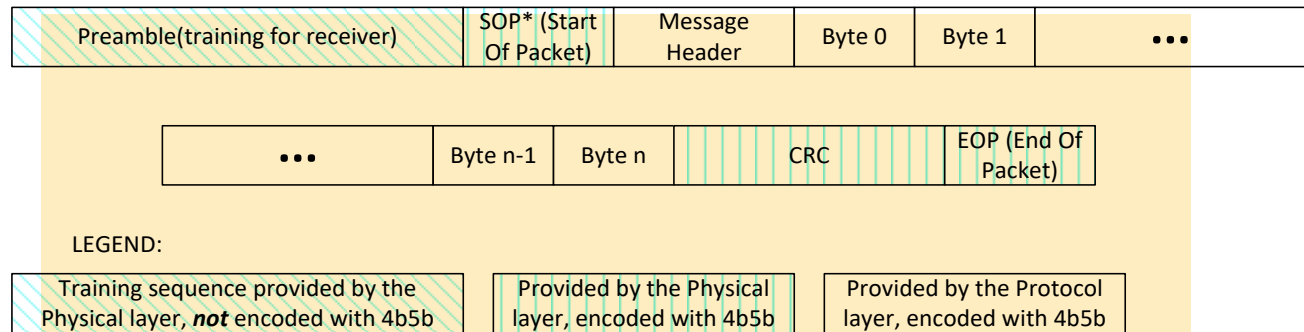 Preamble(training for receiver)
SOP* (Start
Of Packet)
Message
Header
Byte 0
Byte 1
•••
•••
Byte n-1
Byte n
CRC
EOP (End Of
Packet)
LEGEND:
Training sequence provided by the
Physical layer, not encoded with 4b5b
Provided by the Physical
layer, encoded with 4b5b
Provided by the Protocol
layer, encoded with 4b5b